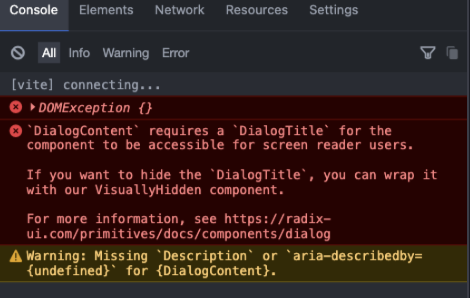 Console Elements Network Resources Settings
All Info Warning Error
[vite] connecting...
DOMException {}
`DialogContent` requires a `DialogTitle` for the
component to be accessible for screen reader users.
If you want to hide the `DialogTitle`, you can wrap it
with our VisuallyHidden component.
For more information, see https://radix-
ui.com/primitives/docs/components/dialog
Warning: Missing `Description` or `aria-describedby=
{undefined}` for {DialogContent}.